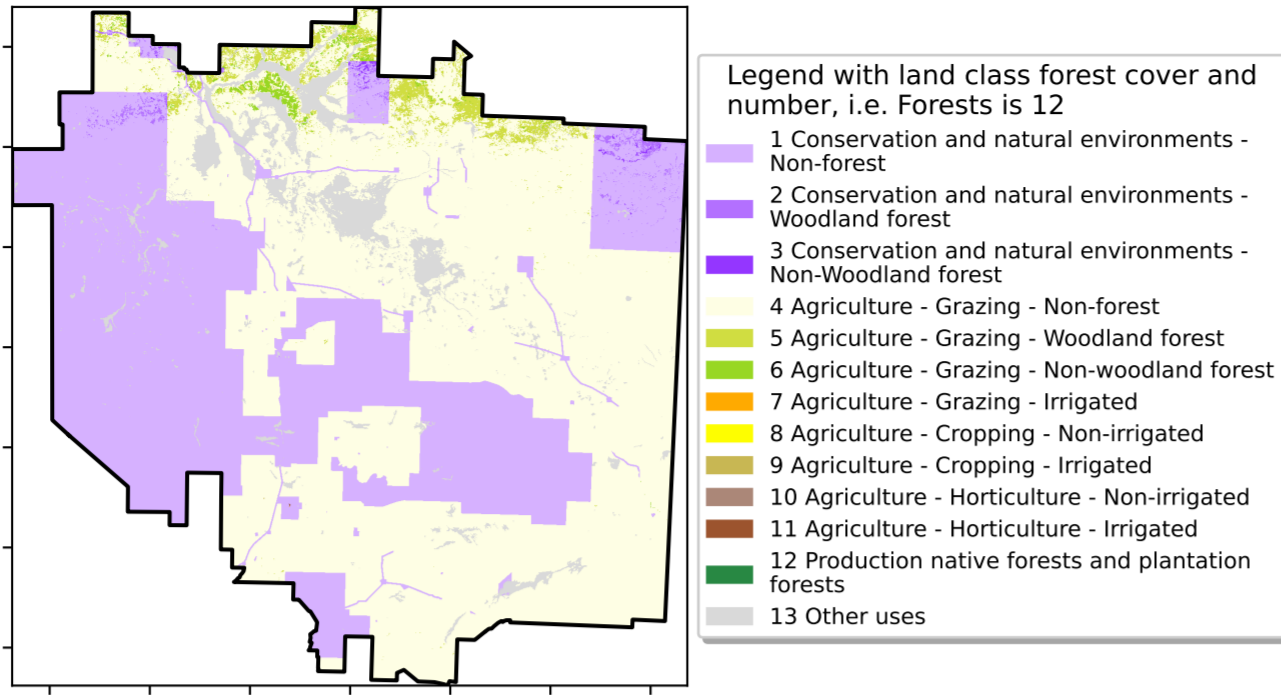 Legend with land class forest cover and
number, i.e. Forests is 12
1 Conservation and natural environments -
Non-forest
2 Conservation and natural environments -
Woodland forest
3 Conservation and natural environments -
Non-Woodland forest
4 Agriculture - Grazing - Non-forest
5 Agriculture - Grazing - Woodland forest
6 Agriculture - Grazing - Non-woodland forest
7 Agriculture - Grazing - Irrigated
8 Agriculture - Cropping - Non-irrigated
9 Agriculture - Cropping - Irrigated
10 Agriculture - Horticulture - Non-irrigated
11 Agriculture - Horticulture - Irrigated
12 Production native forests and plantation
forests
13 Other uses